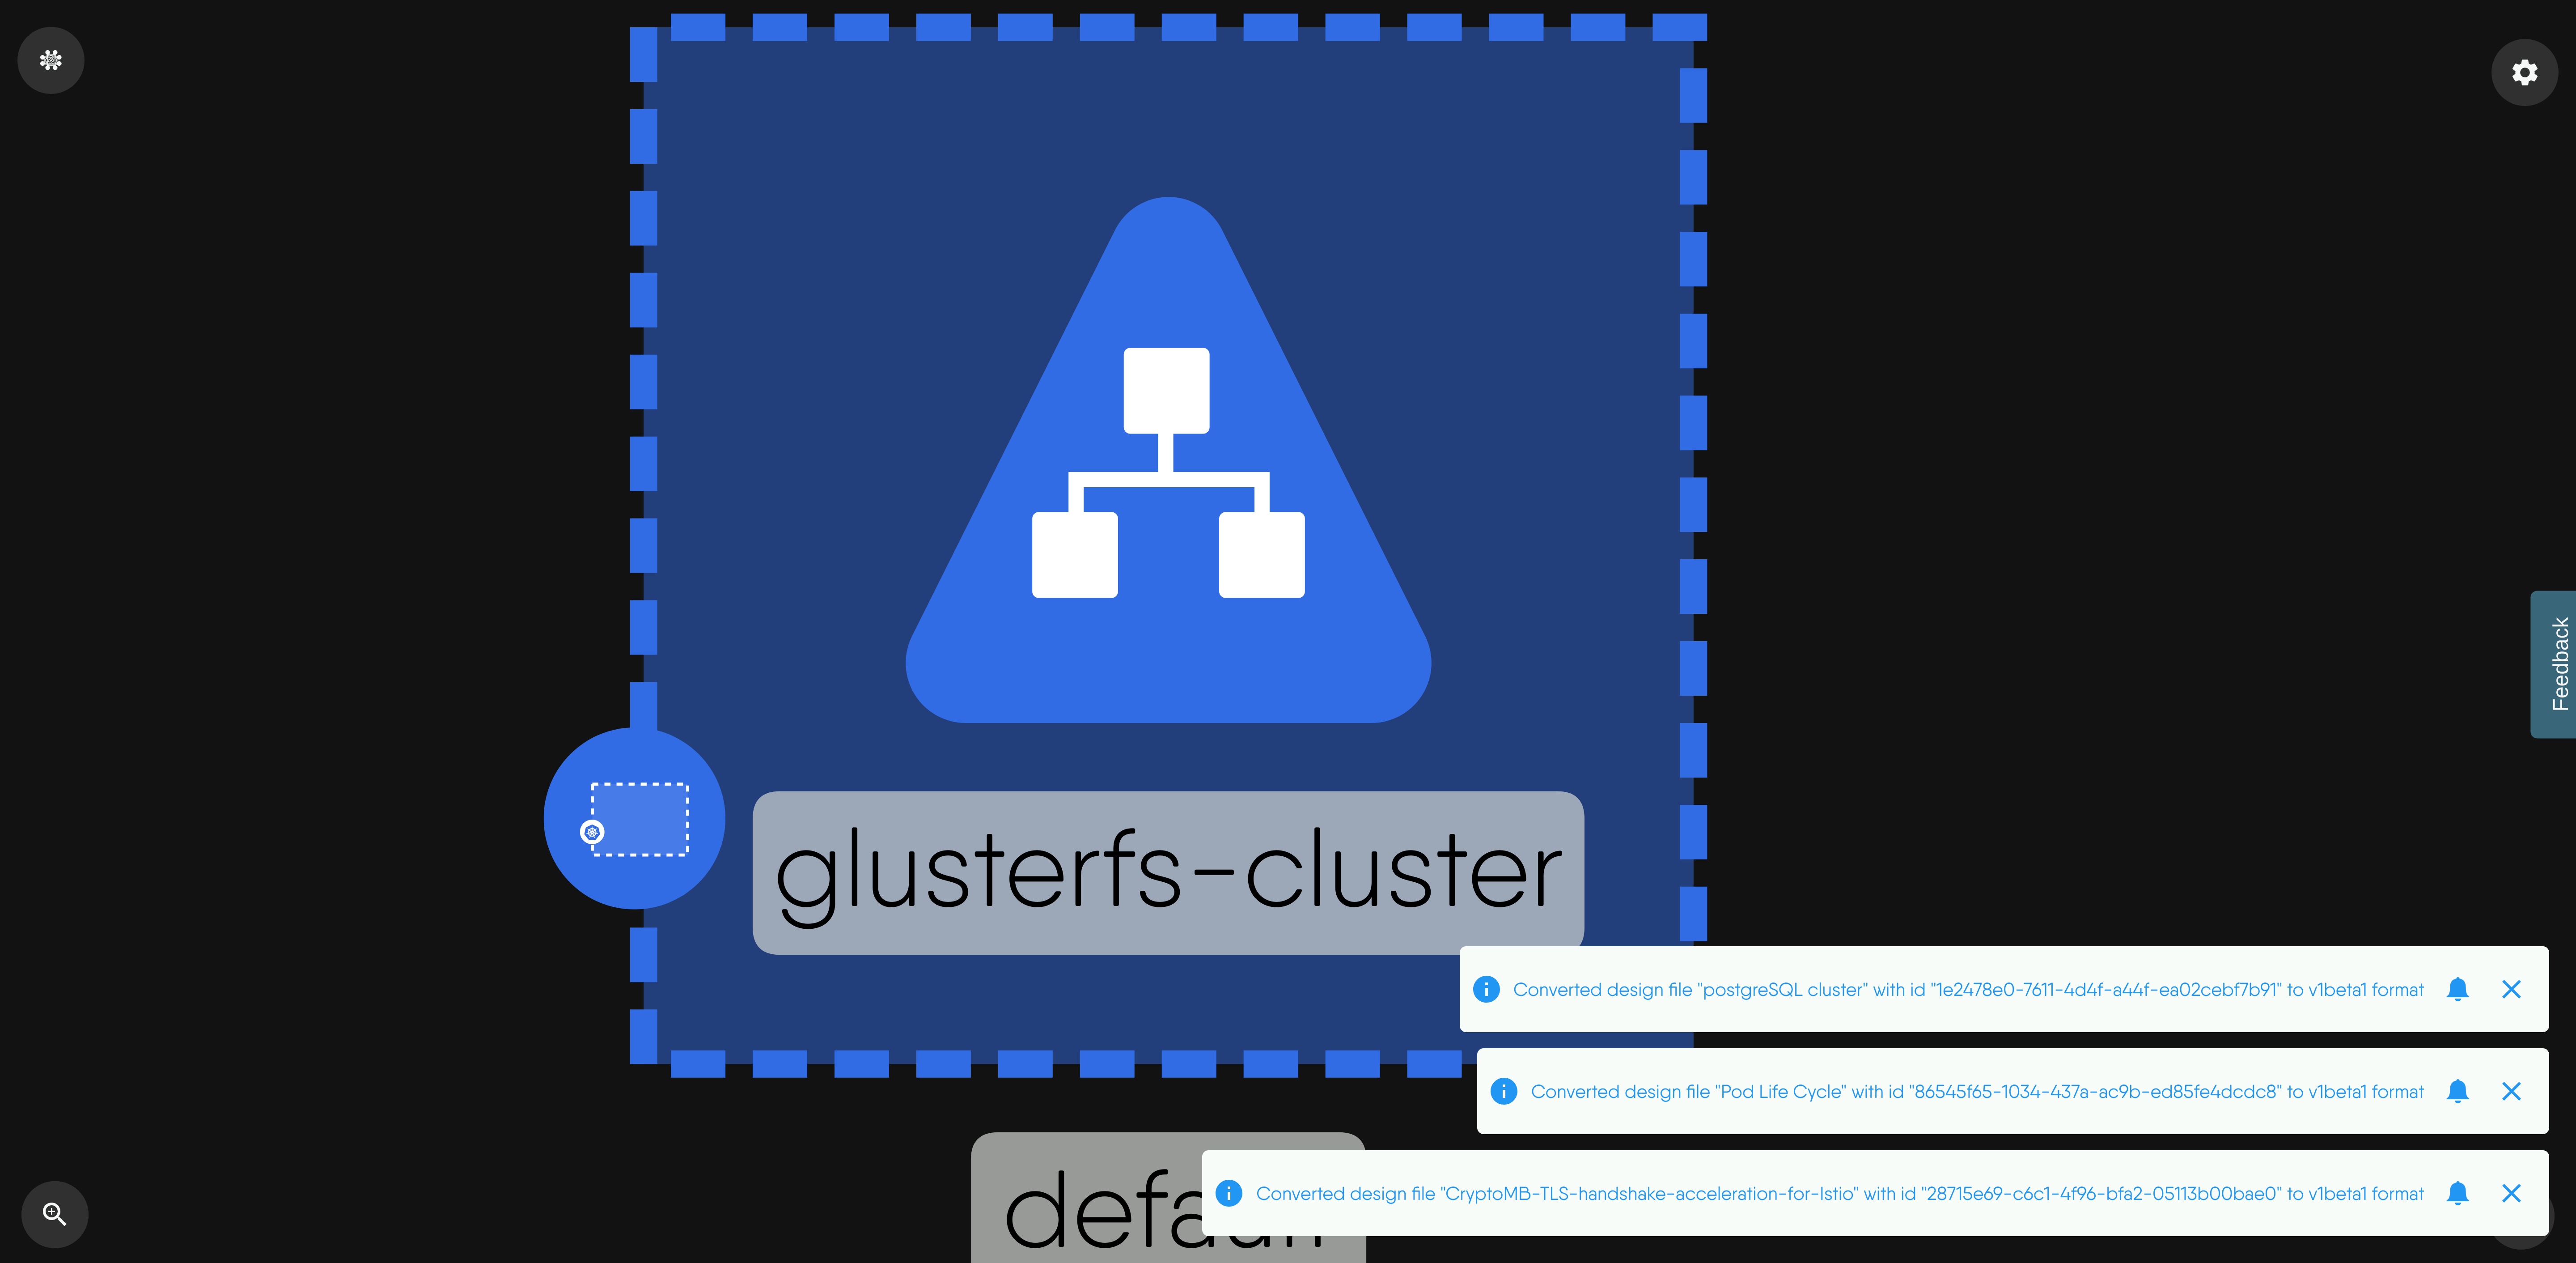 Feedback
glusterfs-cluster
Converted design file "postgreSQL cluster" with id "1e2478e0-7611-4d4f-a44f-ea02cebf7b91" to v1beta1 format
Converted design file "Pod Life Cycle" with id "86545f65-1034-437a-ac9b-ed85fe4dcdc8" to v1beta1 format
default
Converted design file "CryptoMB-TLS-handshake-acceleration-for-Istio" with id "28715e69-c6c1-4f96-bfa2-05113b00bae0" to v1beta1 format